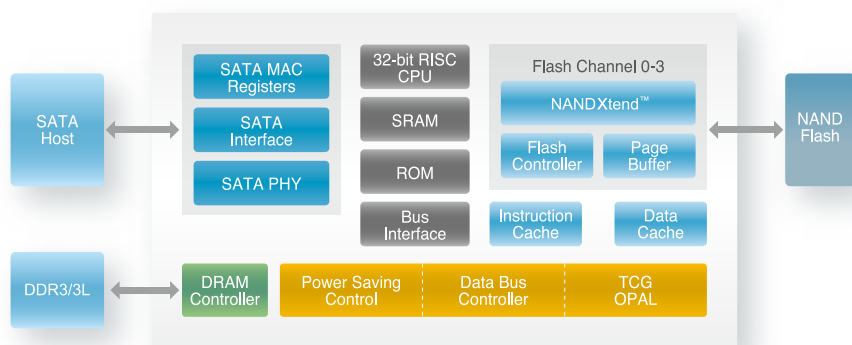 SATA
Host
DDR3/3L
SATA MAC
Registers
SATA
Interface
SATA PHY
32-bit RISC
CPU
SRAM
ROM
Bus
Interface
Flash Channel 0-3
NANDXtend™
Flash
Controller
Page
Buffer
Instruction
Cache
Data
Cache
DRAM
Controller
Power Saving
Control
Data Bus
Controller
TCG
OPAL
NAND
Flash